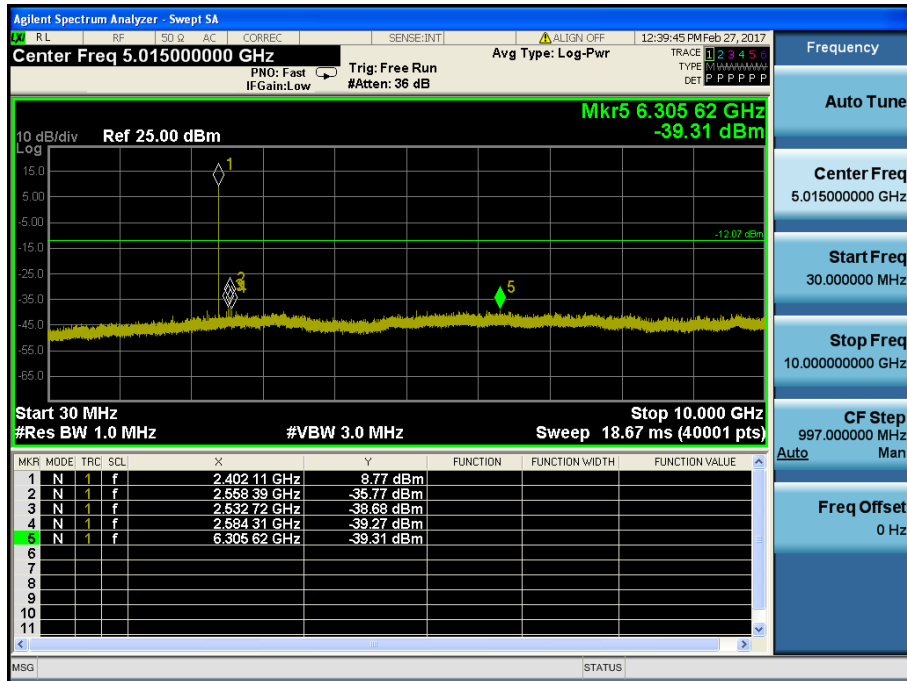 Agilent Spectrum Analyzer - Swept SA
LXI RL RF 50 Ω AC CORREC SENSE:INT ALIGN OFF 12:39:45 PM Feb 27, 2017
Center Freq 5.015000000 GHz
PNO: Fast
IFGain:Low
Trig: Free Run
#Atten: 36 dB
Avg Type: Log-Pwr
TRACE 1 2 3 4 5 6
TYPE M WWWWW
DET P P P P P P
Mkr5 6.305 62 GHz
-39.31 dBm
10 dB/div Ref 25.00 dBm
Log
15.0
5.00
-5.00
-15.0
-25.0
-35.0
-45.0
-55.0
-65.0
1
-12.07 dBm
2
5
Start 30 MHz Stop 10.000 GHz
#Res BW 1.0 MHz #VBW 3.0 MHz Sweep 18.67 ms (40001 pts)
MKR MODE TRC SCL X Y FUNCTION FUNCTION WIDTH FUNCTION VALUE
1 N 1 f 2.402 11 GHz 8.77 dBm
2 N 1 f 2.558 39 GHz -35.77 dBm
3 N 1 f 2.532 72 GHz -38.68 dBm
4 N 1 f 2.584 31 GHz -39.27 dBm
5 N 1 f 6.305 62 GHz -39.31 dBm
6
7
8
9
10
11
MSG STATUS
Frequency
Auto Tune
Center Freq
5.015000000 GHz
Start Freq
30.000000 MHz
Stop Freq
10.000000000 GHz
CF Step
997.000000 MHz
Auto Man
Freq Offset
0 Hz